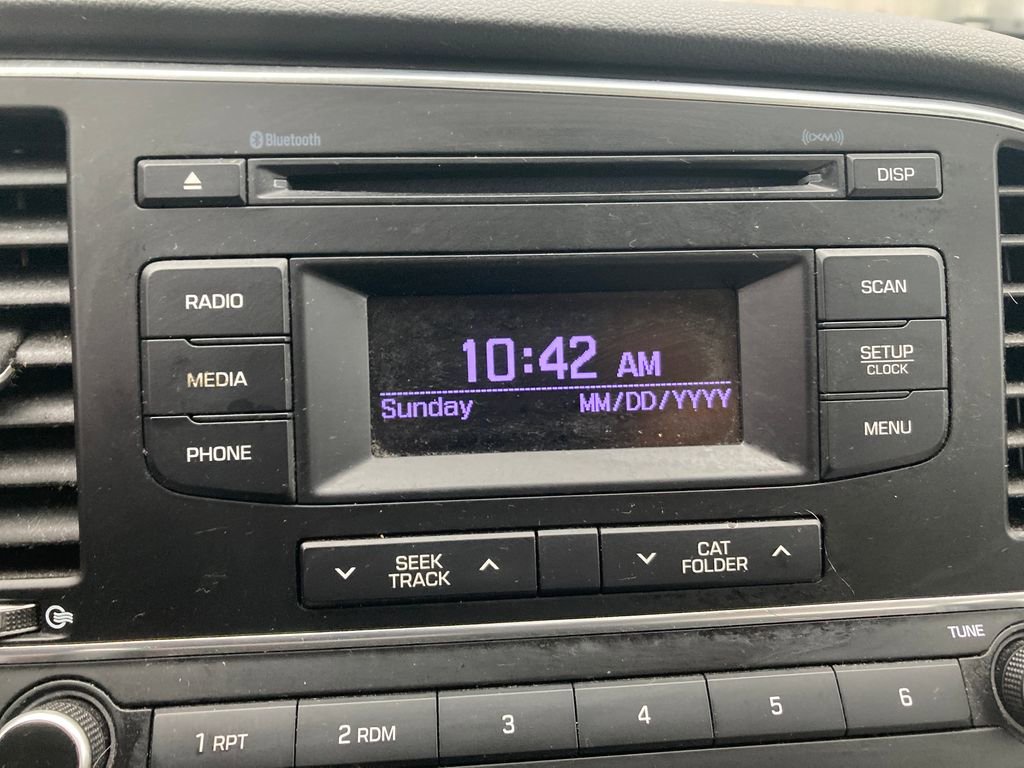 Bluetooth
((XM))
DISP
RADIO
SCAN
MEDIA
SETUP
CLOCK
PHONE
MENU
10:42 AM
Sunday MM/DD/YYYY
SEEK
TRACK
CAT
FOLDER
TUNE
1 RPT
2 RDM
3
4
5
6